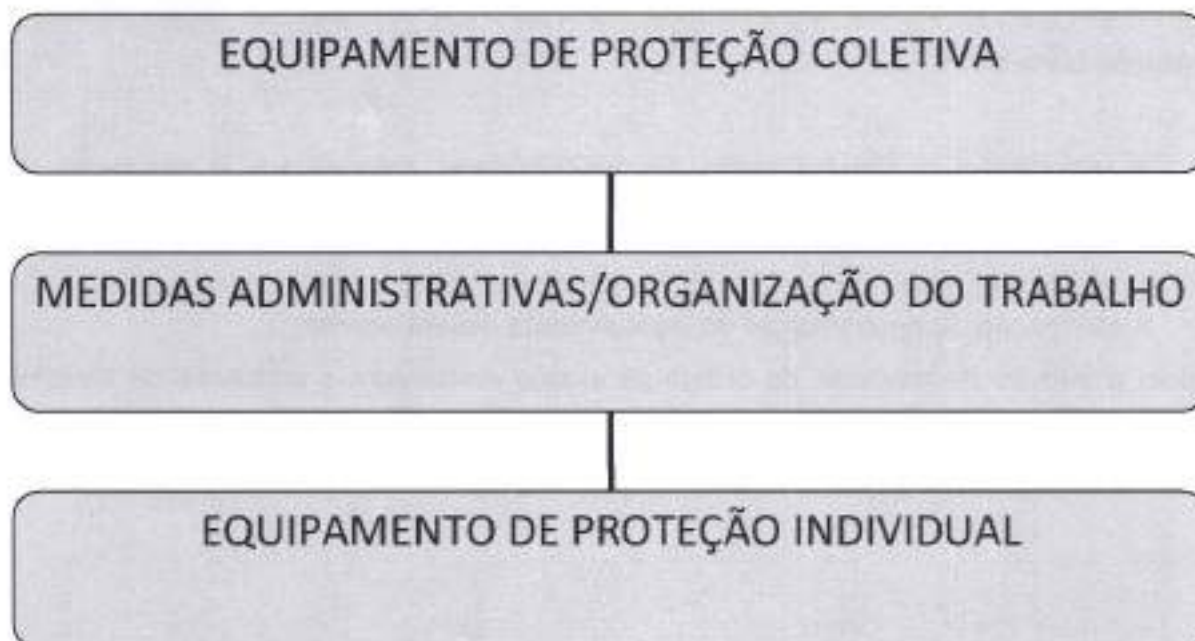 EQUIPAMENTO DE PROTEÇÃO COLETIVA
MEDIDAS ADMINISTRATIVAS/ORGANIZAÇÃO DO TRABALHO
EQUIPAMENTO DE PROTEÇÃO INDIVIDUAL